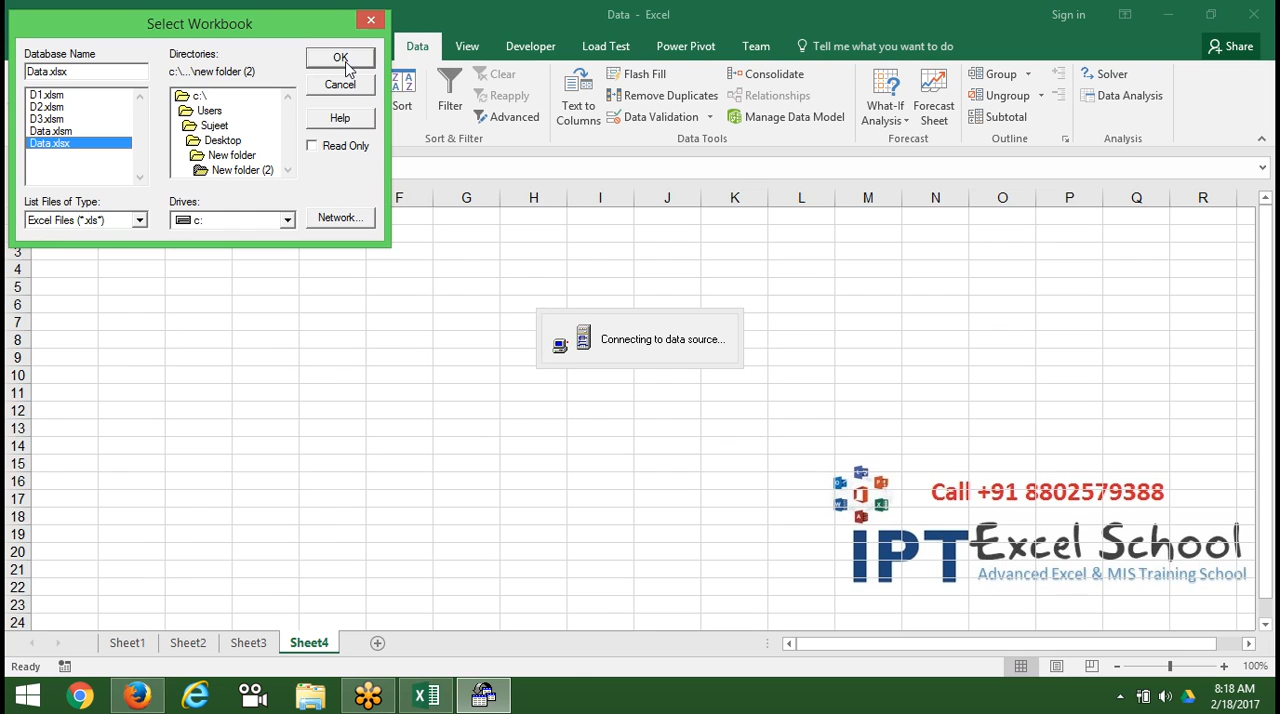 Select Workbook
Data - Excel
Sign in
Data View Developer Load Test Power Pivot Team Tell me what you want to do Share
Database Name
Data.xlsx
D1.xlsm
D2.xlsm
D3.xlsm
Data.xlsm
Data.xlsx
List Files of Type:
Excel Files (*.xls*)
Directories:
c:\...\new folder (2)
c:\
Users
Sujeet
Desktop
New folder
New folder (2)
Drives:
c:
OK
Cancel
Help
Read Only
Network...
Sort
Filter
Clear
Reapply
Advanced
Sort & Filter
Text to
Columns
Flash Fill
Remove Duplicates
Data Validation
Consolidate
Relationships
Manage Data Model
Data Tools
What-If
Analysis
Forecast
Sheet
Forecast
Group
Ungroup
Subtotal
Outline
Solver
Data Analysis
Analysis
F G H I J K L M N O P Q R
3
4
5
6
7
8
9
10
11
12
13
14
15
16
17
18
19
20
21
22
23
24
Connecting to data source...
Call +91 8802579388
IPT Excel School
Advanced Excel & MIS Training School
Sheet1 Sheet2 Sheet3 Sheet4
Ready
100%
8:18 AM
2/18/2017